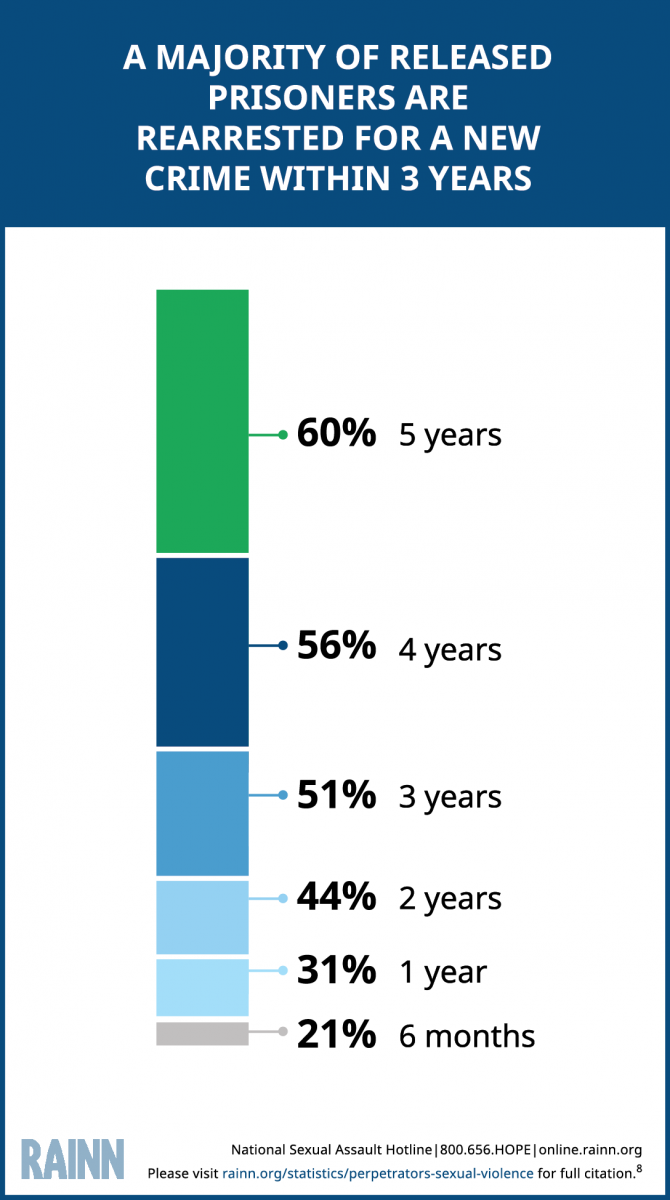 A MAJORITY OF RELEASED
PRISONERS ARE
REARRESTED FOR A NEW
CRIME WITHIN 3 YEARS
60% 5 years
56% 4 years
51% 3 years
44% 2 years
31% 1 year
21% 6 months
RAINN
National Sexual Assault Hotline|800.656.HOPE|online.rainn.org
Please visit rainn.org/statistics/perpetrators-sexual-violence for full citation.⁸